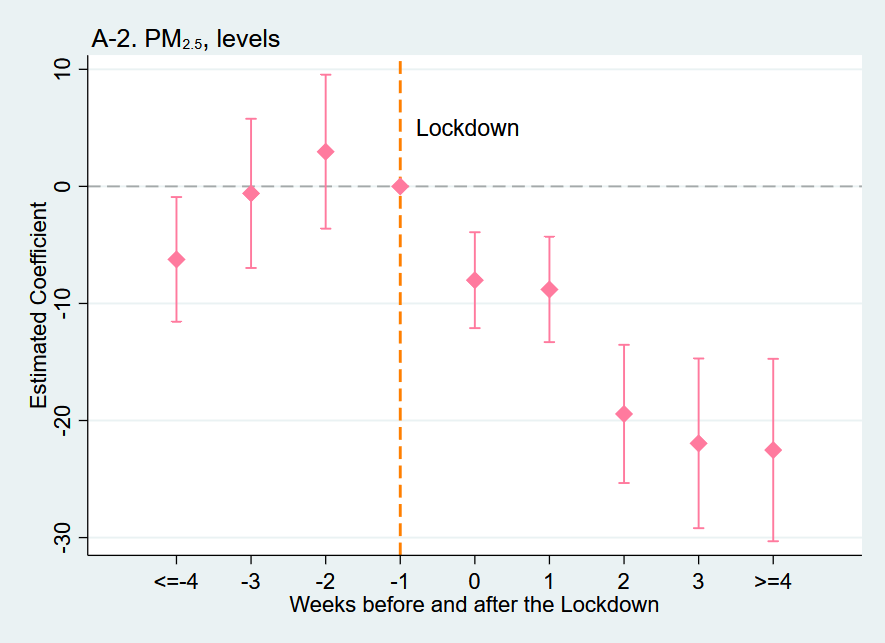 A-2. PM2.5, levels
10
0
-10
-20
-30
Estimated Coefficient
Lockdown
<=-4 -3 -2 -1 0 1 2 3 >=4
Weeks before and after the Lockdown